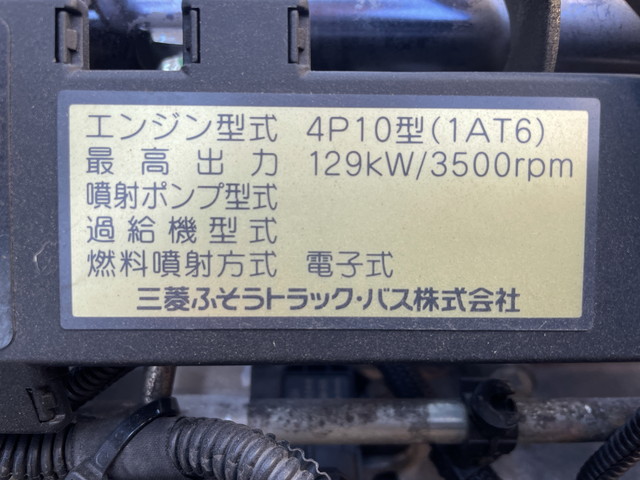 エンジン型式 4P10型(1AT6)
最高出力 129kW/3500rpm
噴射ポンプ型式
過給機型式
燃料噴射方式 電子式
三菱ふそうトラック・バス株式会社